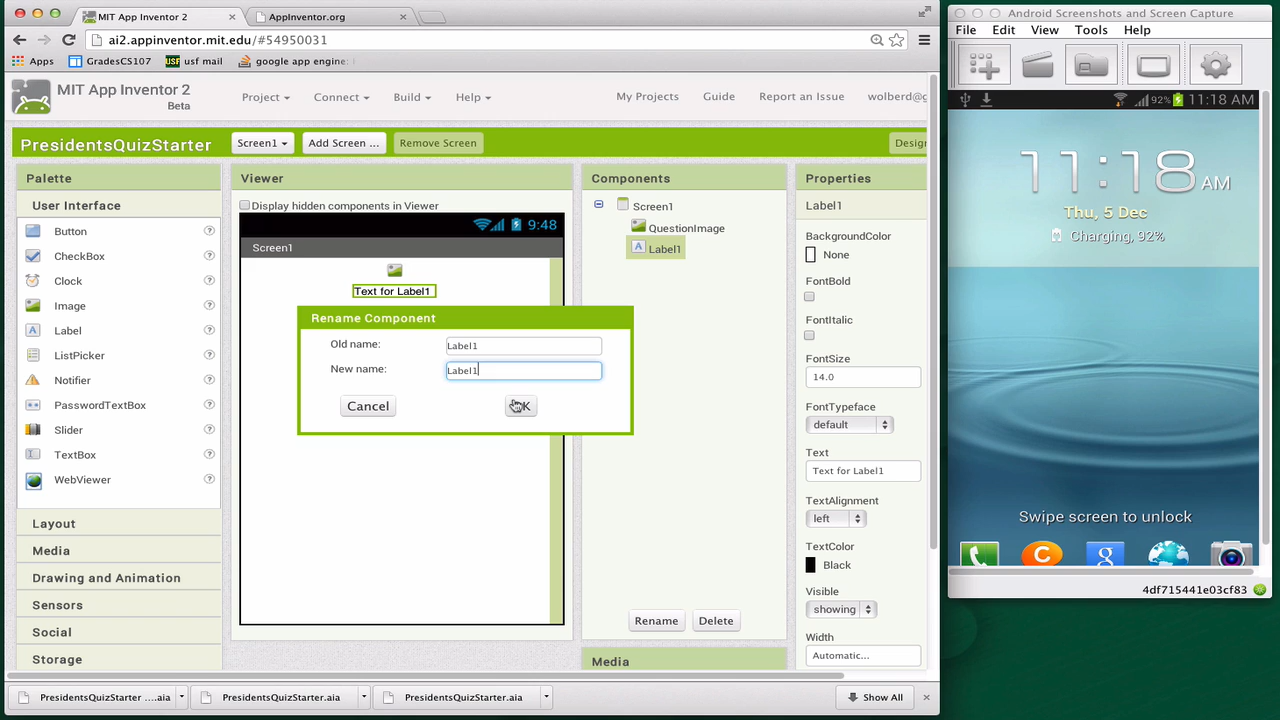 MIT App Inventor 2
AppInventor.org
ai2.appinventor.mit.edu/#54950031
Apps
GradesCS107
USF
usf mail
google app engine:
MIT App Inventor 2
Beta
Project
Connect
Build
Help
My Projects
Guide
Report an Issue
wolberd@g
PresidentsQuizStarter
Screen1
Add Screen ...
Remove Screen
Design
Palette
User Interface
Button
CheckBox
Clock
Image
Label
ListPicker
Notifier
PasswordTextBox
Slider
TextBox
WebViewer
Layout
Media
Drawing and Animation
Sensors
Social
Storage
Viewer
Display hidden components in Viewer
9:48
Screen1
Text for Label1
Rename Component
Old name:
Label1
New name:
Label1
Cancel
OK
Components
Screen1
QuestionImage
Label1
Rename
Delete
Media
Properties
Label1
BackgroundColor
None
FontBold
FontItalic
FontSize
14.0
FontTypeface
default
Text
Text for Label1
TextAlignment
left
TextColor
Black
Visible
showing
Width
Automatic...
PresidentsQuizStarter ....aia
PresidentsQuizStarter.aia
PresidentsQuizStarter.aia
Show All
Android Screenshots and Screen Capture
File
Edit
View
Tools
Help
92%
11:18 AM
11:18 AM
Thu, 5 Dec
Charging, 92%
Swipe screen to unlock
4df715441e03cf83